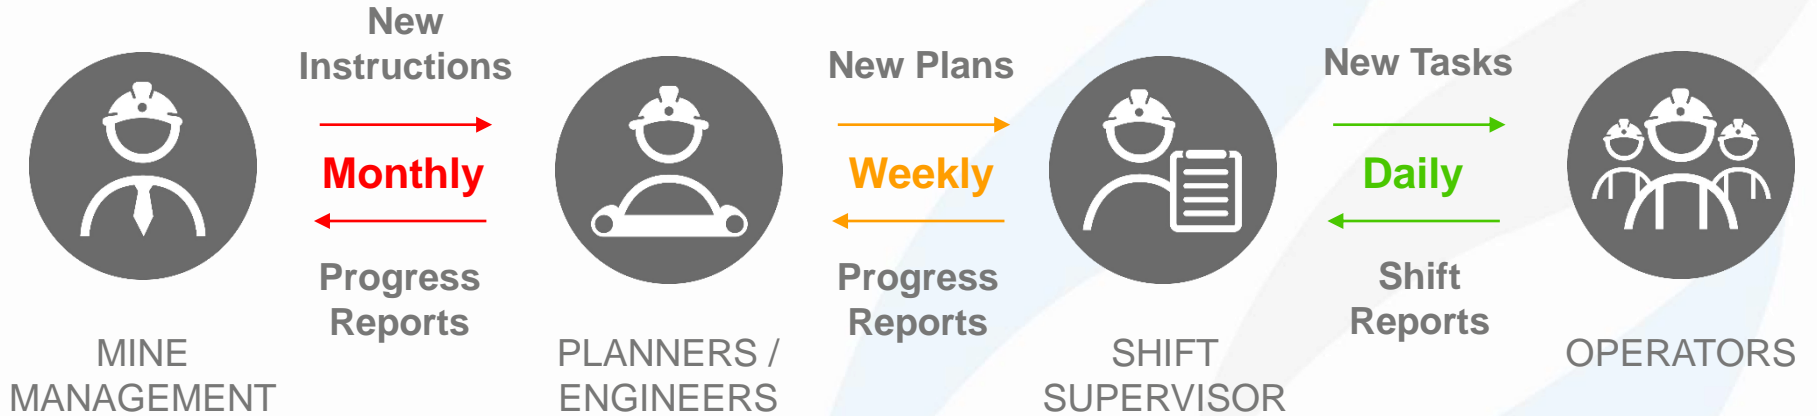 New
Instructions
Monthly
Progress
Reports
New Plans
Weekly
Progress
Reports
New Tasks
Daily
Shift
Reports
MINE
MANAGEMENT
PLANNERS /
ENGINEERS
SHIFT
SUPERVISOR
OPERATORS